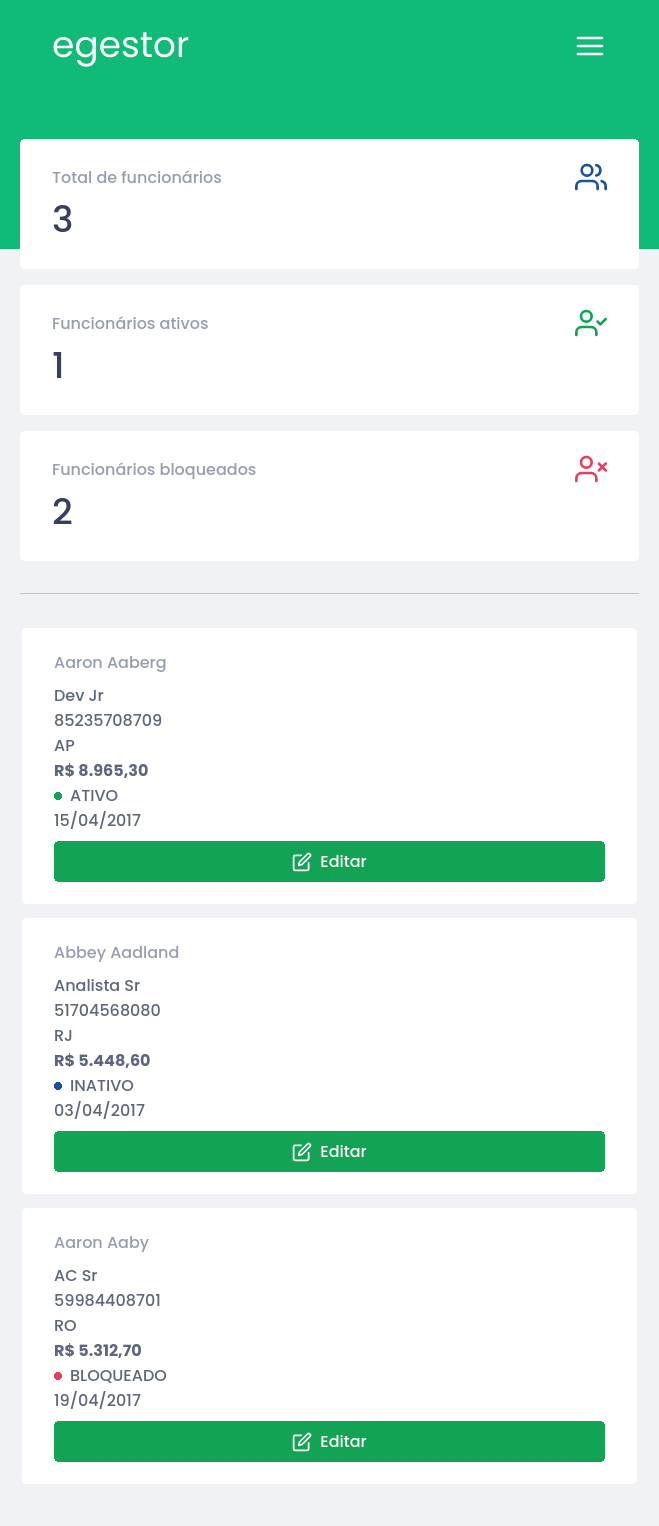 egestor
Total de funcionários
3
Funcionários ativos
1
Funcionários bloqueados
2
Aaron Aaberg
Dev Jr
85235708709
AP
R$ 8.965,30
ATIVO
15/04/2017
Editar
Abbey Aadland
Analista Sr
51704568080
RJ
R$ 5.448,60
INATIVO
03/04/2017
Editar
Aaron Aaby
AC Sr
59984408701
RO
R$ 5.312,70
BLOQUEADO
19/04/2017
Editar